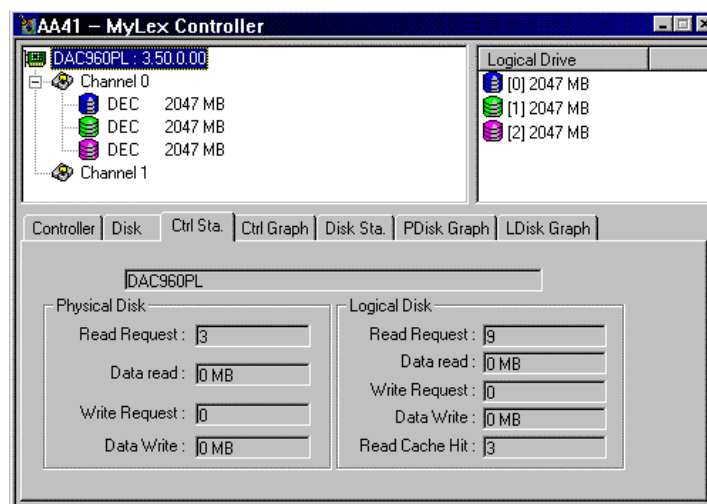 AA41 – MyLex Controller
DAC960PL : 3.50.0.00
Channel 0
DEC 2047 MB
DEC 2047 MB
DEC 2047 MB
Channel 1
Logical Drive
[0] 2047 MB
[1] 2047 MB
[2] 2047 MB
Controller Disk Ctrl Sta. Ctrl Graph Disk Sta. PDisk Graph LDisk Graph
DAC960PL
Physical Disk
Read Request : 3
Data read : 0 MB
Write Request : 0
Data Write : 0 MB
Logical Disk
Read Request : 9
Data read : 0 MB
Write Request : 0
Data Write : 0 MB
Read Cache Hit : 3